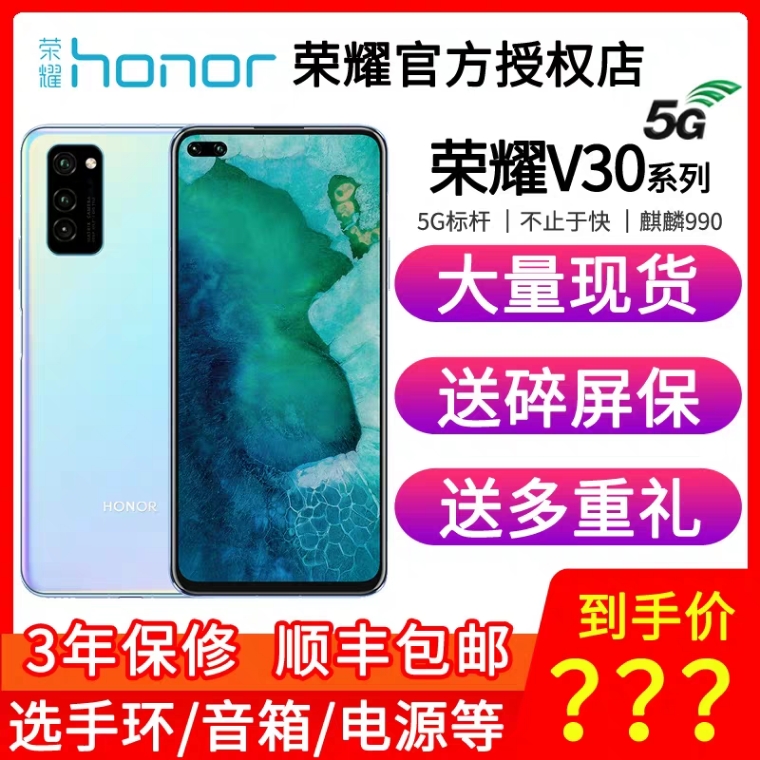 荣耀 honor 荣耀官方授权店
5G
荣耀V30系列
5G标杆 | 不止于快 | 麒麟990
大量现货
送碎屏保
送多重礼
HONOR
到手价
3年保修 顺丰包邮
???
选手环/音箱/电源等